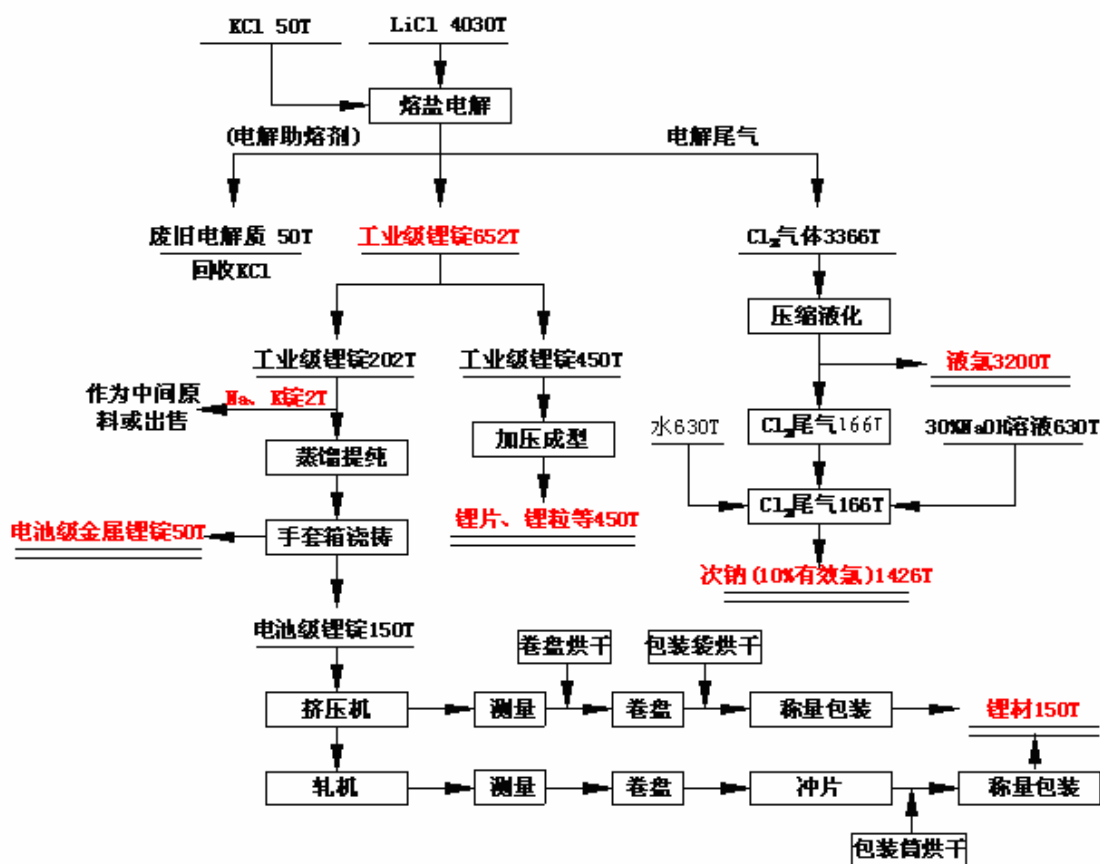 KCl 50T
LiCl 4030T
熔盐电解
(电解助熔剂)
电解尾气
废旧电解质 50T
回收KCl
工业级锂锭652T
Cl₂气体3366T
压缩液化
液氯3200T
工业级锂锭202T
工业级锂锭450T
作为中间原
料或出售
Na、K锭2T
水630T
Cl₂尾气166T
30%NaOH溶液630T
加压成型
蒸馏提纯
Cl₂尾气166T
锂片、锂粒等450T
电池级金属锂锭50T
手套箱浇铸
次钠(10%有效氯)1426T
电池级锂锭150T
卷盘烘干
包装袋烘干
挤压机
测量
卷盘
称量包装
锂材150T
轧机
测量
卷盘
冲片
称量包装
包装筒烘干